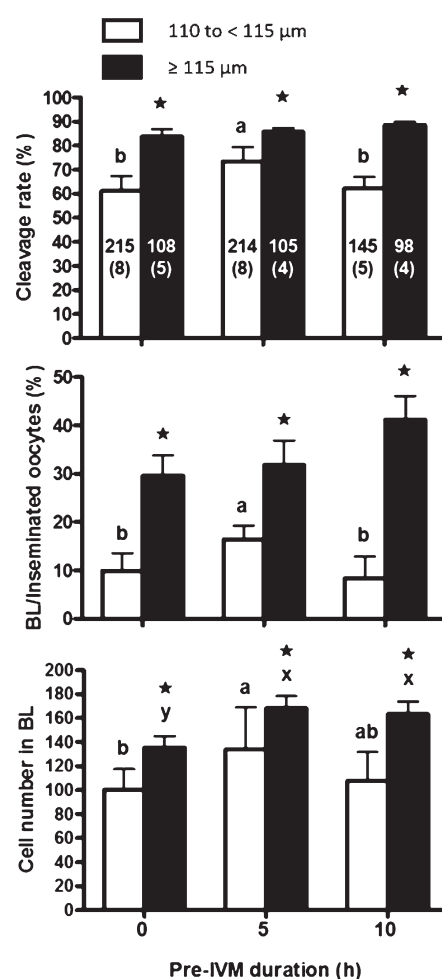 110 to < 115 µm
≥ 115 µm
Cleavage rate (%)
100
90
80
70
60
50
40
30
20
10
0
b ★ a ★ b ★
215 108 214 105 145 98
(8) (5) (8) (4) (5) (4)
BL/Inseminated oocytes (%)
50
40
30
20
10
0
b ★ a ★ b ★
Cell number in BL
200
180
160
140
120
100
80
60
40
20
0
★ ★ ★
b y a x ab x
0 5 10
Pre-IVM duration (h)